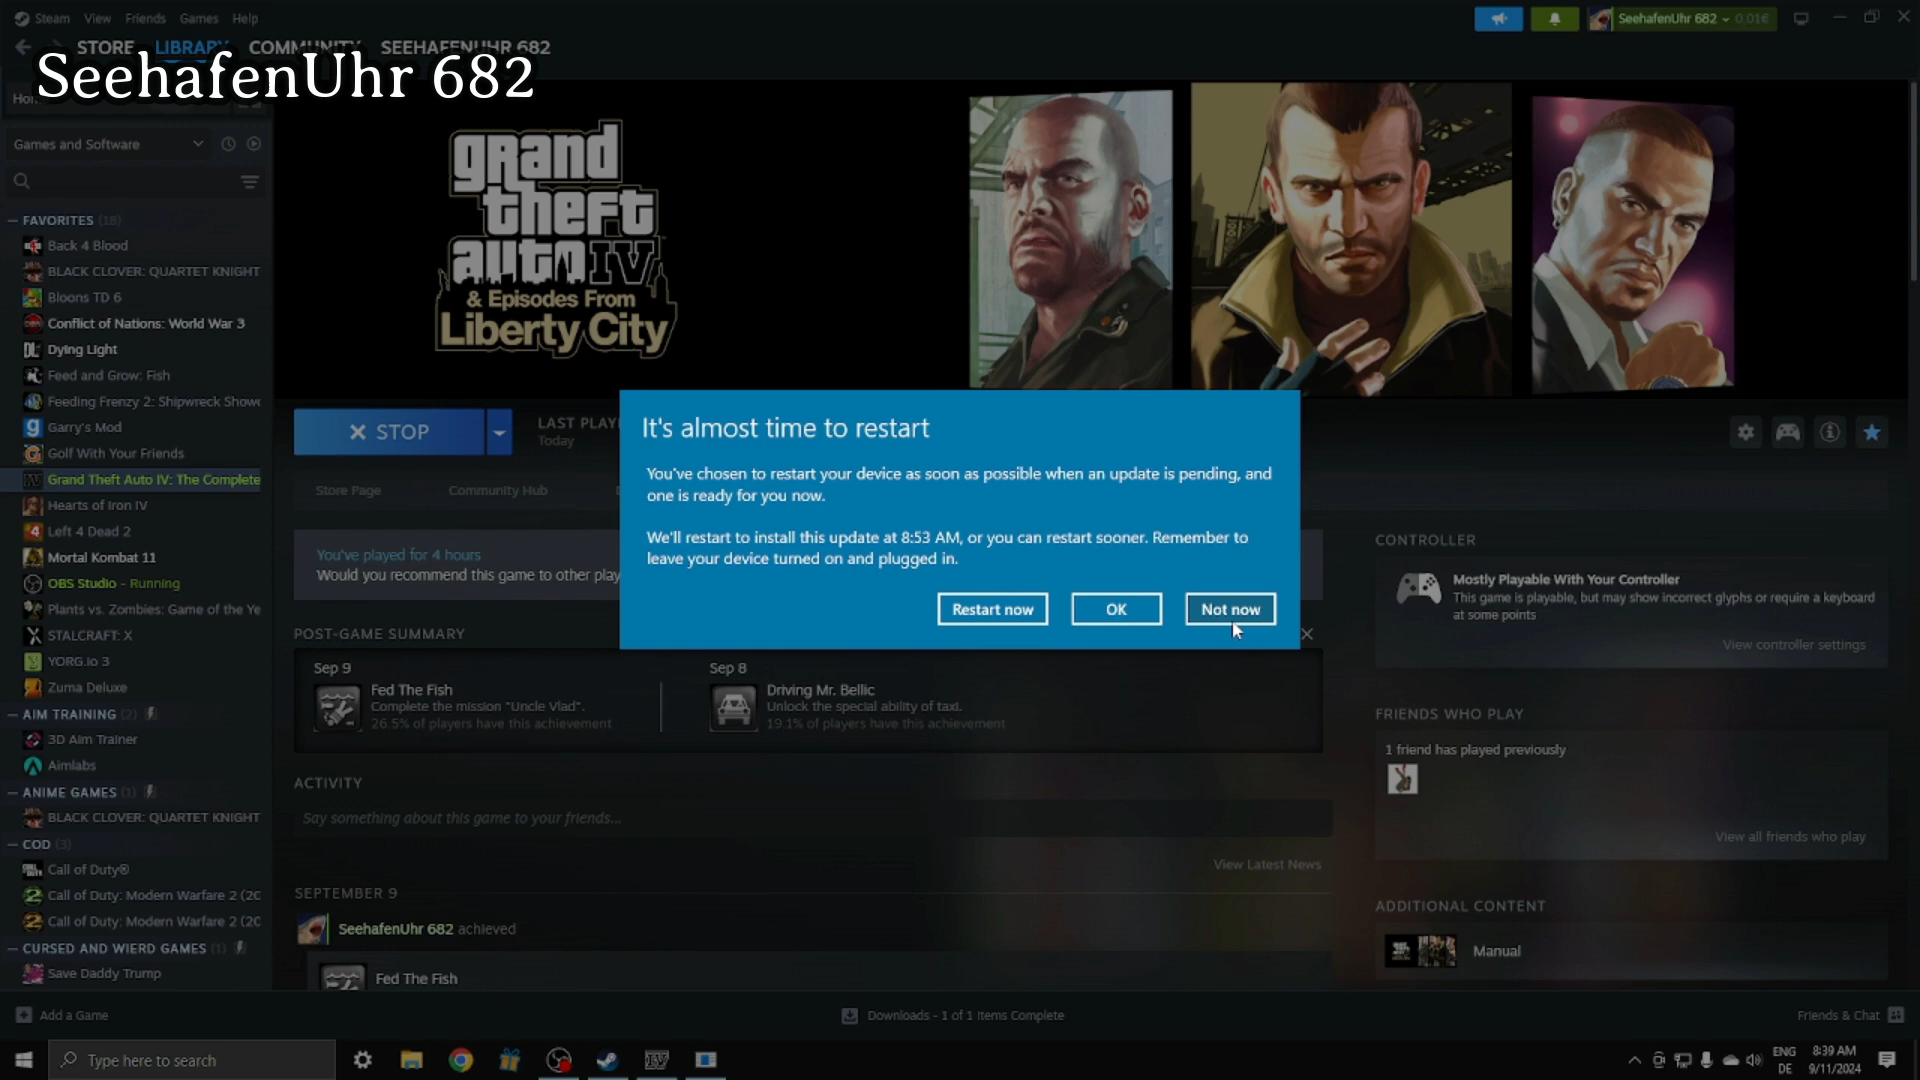 Steam View Friends Games Help
SeehafenUhr 682 0,01€
STORE LIBRARY COMMUNITY SEEHAFENUHR 682
SeehafenUhr 682
Games and Software
grand
theft
auto IV
& Episodes From
Liberty City
FAVORITES (18)
Back 4 Blood
BLACK CLOVER: QUARTET KNIGHT
Bloons TD 6
Conflict of Nations: World War 3
Dying Light
Feed and Grow: Fish
Feeding Frenzy 2: Shipwreck Showd
Garry's Mod
Golf With Your Friends
Grand Theft Auto IV: The Complete
Hearts of Iron IV
Left 4 Dead 2
Mortal Kombat 11
OBS Studio - Running
Plants vs. Zombies: Game of the Ye
STALCRAFT: X
YORG.io 3
Zuma Deluxe
AIM TRAINING (2)
3D Aim Trainer
Aimlabs
ANIME GAMES (1)
BLACK CLOVER: QUARTET KNIGHT
COD (3)
Call of Duty®
Call of Duty: Modern Warfare 2 (20
Call of Duty: Modern Warfare 2 (20
CURSED AND WIERD GAMES (1)
Save Daddy Trump
STOP
LAST PLAY
Today
Store Page Community Hub
It's almost time to restart
You've chosen to restart your device as soon as possible when an update is pending, and
one is ready for you now.
We'll restart to install this update at 8:53 AM, or you can restart sooner. Remember to
leave your device turned on and plugged in.
Restart now OK Not now
You've played for 4 hours
Would you recommend this game to other play
POST-GAME SUMMARY
Sep 9
Fed The Fish
Complete the mission "Uncle Vlad".
26.5% of players have this achievement
Sep 8
Driving Mr. Bellic
Unlock the special ability of taxi.
19.1% of players have this achievement
ACTIVITY
Say something about this game to your friends...
View Latest News
SEPTEMBER 9
SeehafenUhr 682 achieved
Fed The Fish
CONTROLLER
Mostly Playable With Your Controller
This game is playable, but may show incorrect glyphs or require a keyboard
at some points
View controller settings
FRIENDS WHO PLAY
1 friend has played previously
View all friends who play
ADDITIONAL CONTENT
Manual
Add a Game
Downloads - 1 of 1 Items Complete
Friends & Chat
Type here to search
ENG
DE
8:39 AM
9/11/2024